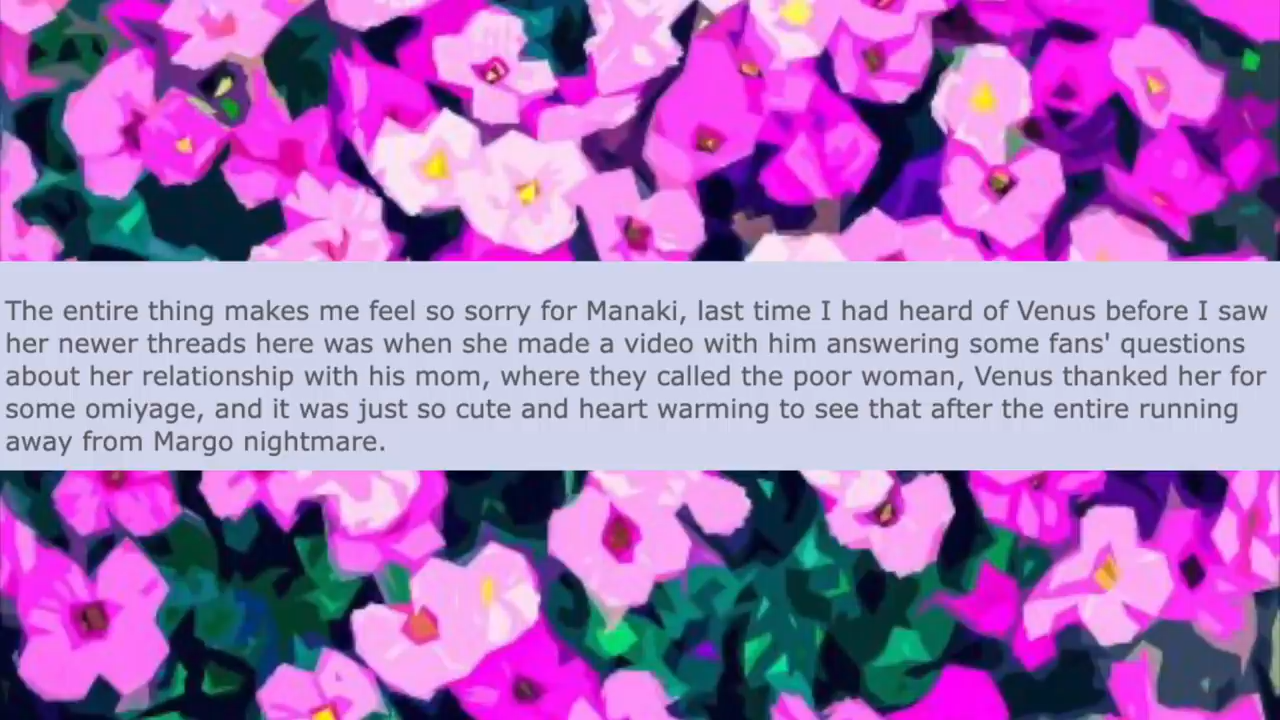 The entire thing makes me feel so sorry for Manaki, last time I had heard of Venus before I saw
her newer threads here was when she made a video with him answering some fans' questions
about her relationship with his mom, where they called the poor woman, Venus thanked her for
some omiyage, and it was just so cute and heart warming to see that after the entire running
away from Margo nightmare.